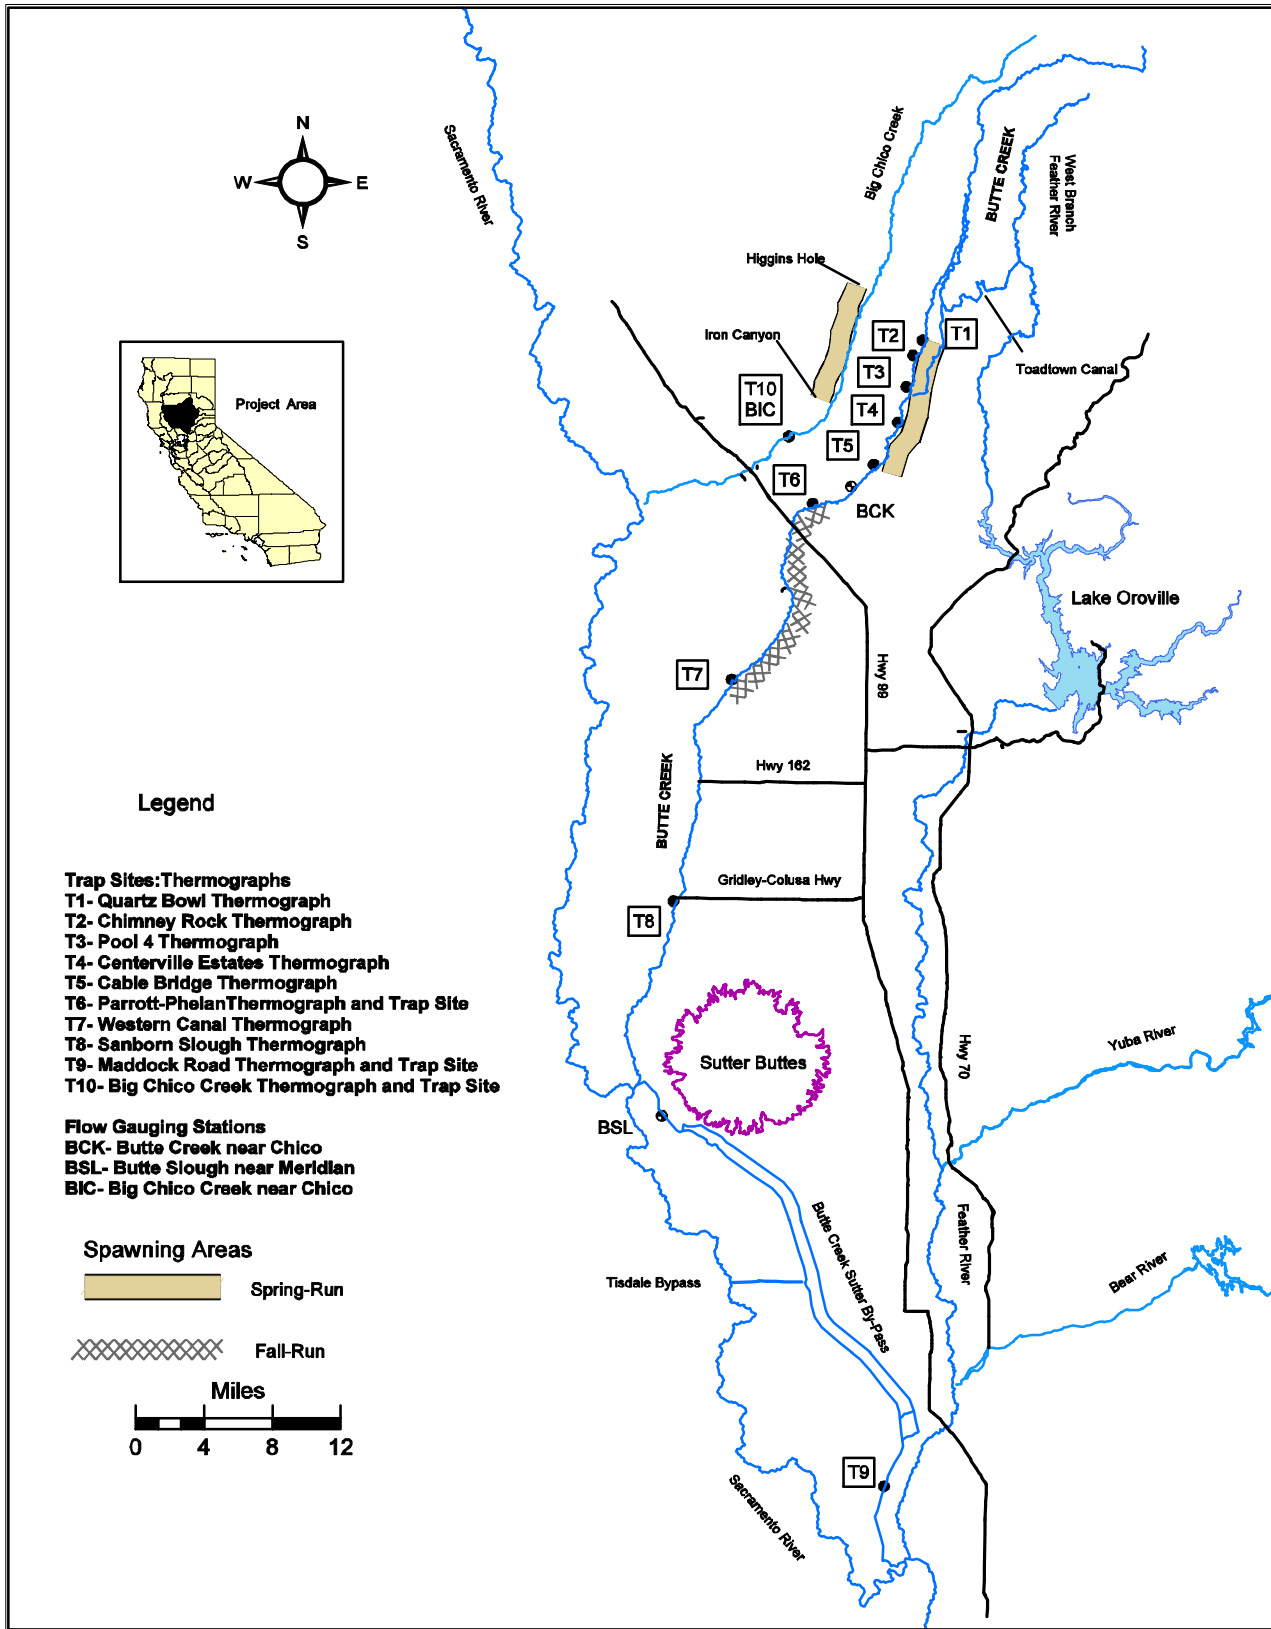 N
W
E
S
Sacramento River
Big Chico Creek
BUTTE CREEK
West Branch
Feather River
Higgins Hole
Iron Canyon
T2
T1
T3
Toadtown Canal
T10
BIC
T4
T5
T6
BCK
Project Area
Lake Oroville
T7
Hwy 99
Hwy 162
BUTTE CREEK
Gridley-Colusa Hwy
T8
Legend
Trap Sites:Thermographs
T1- Quartz Bowl Thermograph
T2- Chimney Rock Thermograph
T3- Pool 4 Thermograph
T4- Centerville Estates Thermograph
T5- Cable Bridge Thermograph
T6- Parrott-PhelanThermograph and Trap Site
T7- Western Canal Thermograph
T8- Sanborn Slough Thermograph
T9- Maddock Road Thermograph and Trap Site
T10- Big Chico Creek Thermograph and Trap Site
Flow Gauging Stations
BCK- Butte Creek near Chico
BSL- Butte Slough near Meridian
BIC- Big Chico Creek near Chico
Sutter Buttes
Hwy 70
Yuba River
BSL
Butte Creek Sutter By-Pass
Feather River
Bear River
Tisdale Bypass
Spawning Areas
Spring-Run
Fall-Run
Miles
0 4 8 12
T9
Sacramento River